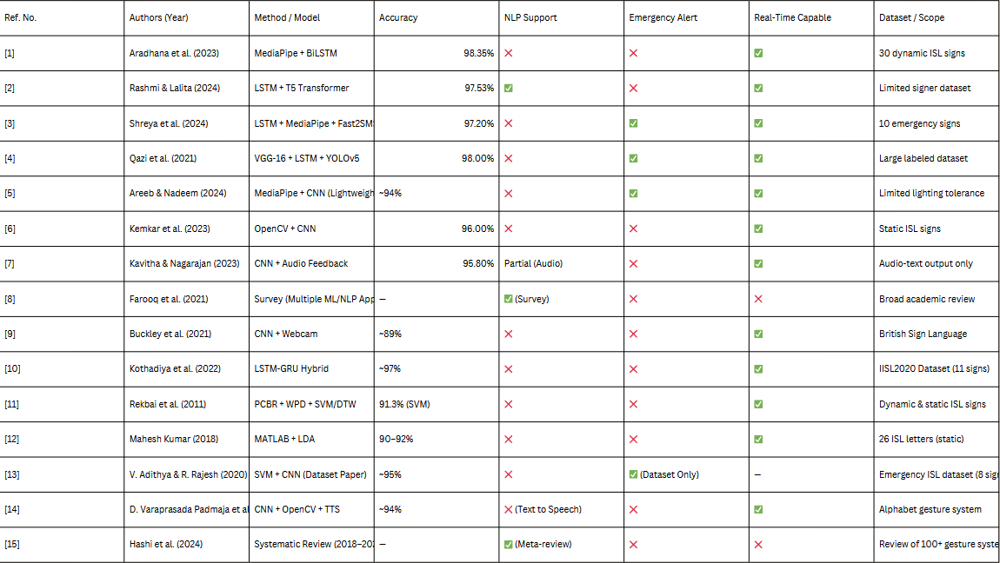 Ref. No. Authors (Year) Method / Model Accuracy NLP Support Emergency Alert Real-Time Capable Dataset / Scope
[1] Aradhana et al. (2023) MediaPipe + BiLSTM 98.35% ❌ ❌ ✅ 30 dynamic ISL signs
[2] Rashmi & Lalita (2024) LSTM + T5 Transformer 97.53% ✅ ❌ ✅ Limited signer dataset
[3] Shreya et al. (2024) LSTM + MediaPipe + Fast2SM 97.20% ❌ ✅ ✅ 10 emergency signs
[4] Qazi et al. (2021) VGG-16 + LSTM + YOLOv5 98.00% ❌ ✅ ✅ Large labeled dataset
[5] Areeb & Nadeem (2024) MediaPipe + CNN (Lightweigh ~94% ❌ ✅ ✅ Limited lighting tolerance
[6] Kemkar et al. (2023) OpenCV + CNN 96.00% ❌ ❌ ✅ Static ISL signs
[7] Kavitha & Nagarajan (2023) CNN + Audio Feedback 95.80% Partial (Audio) ❌ ✅ Audio-text output only
[8] Farooq et al. (2021) Survey (Multiple ML/NLP App — ✅ (Survey) ❌ ❌ Broad academic review
[9] Buckley et al. (2021) CNN + Webcam ~89% ❌ ❌ ✅ British Sign Language
[10] Kothadiya et al. (2022) LSTM-GRU Hybrid ~97% ❌ ❌ ✅ IISL2020 Dataset (11 signs)
[11] Rekbai et al. (2011) PCBR + WPD + SVM/DTW 91.3% (SVM) ❌ ❌ ✅ Dynamic & static ISL signs
[12] Mahesh Kumar (2018) MATLAB + LDA 90–92% ❌ ❌ ✅ 26 ISL letters (static)
[13] V. Adithya & R. Rajesh (2020) SVM + CNN (Dataset Paper) ~95% ❌ ✅ (Dataset Only) — Emergency ISL dataset (8 sig
[14] D. Varaprasada Padmaja et al CNN + OpenCV + TTS ~94% ❌ (Text to Speech) ❌ ✅ Alphabet gesture system
[15] Hashi et al. (2024) Systematic Review (2018–202 — ✅ (Meta-review) ❌ ❌ Review of 100+ gesture syste